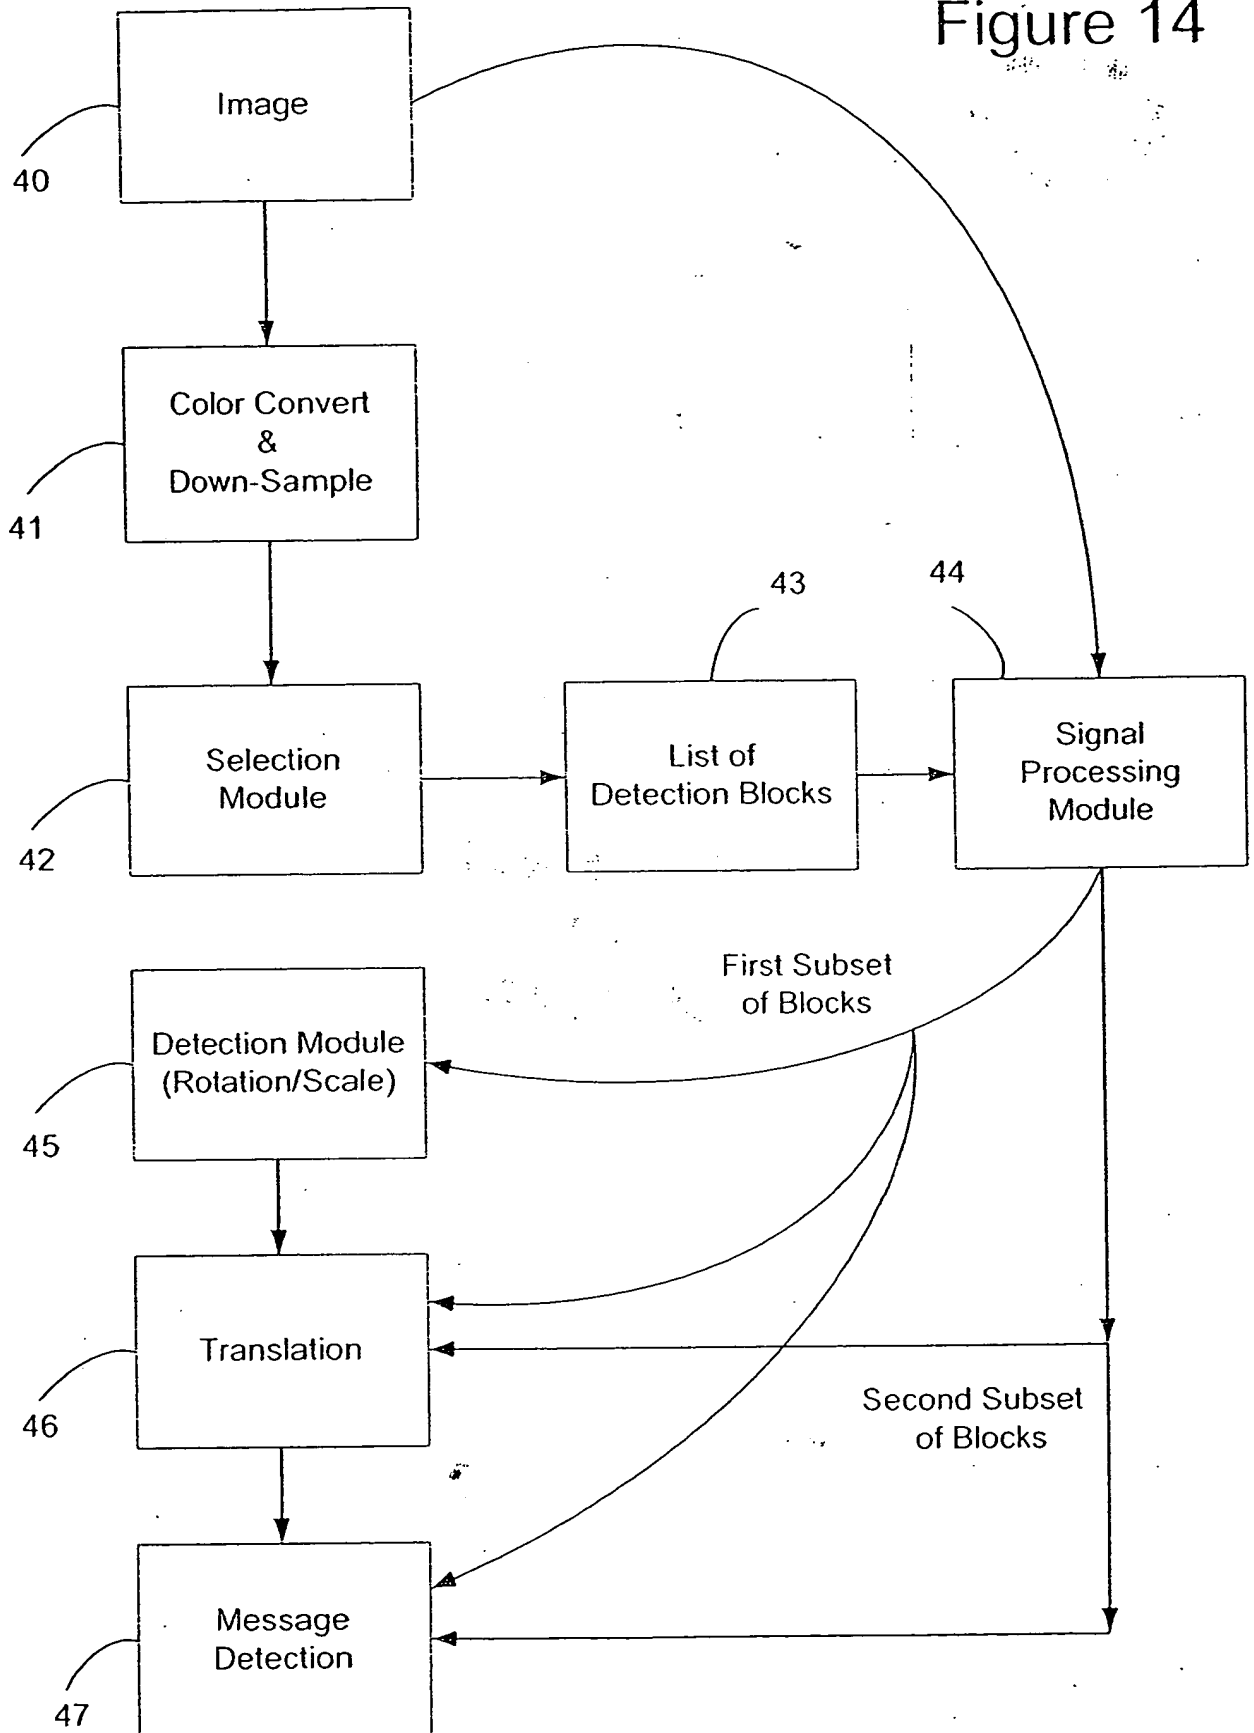 Figure 14
Image
40
Color Convert
&
Down-Sample
41
43
44
Selection
Module
42
List of
Detection Blocks
Signal
Processing
Module
First Subset
of Blocks
Detection Module
(Rotation/Scale)
45
Translation
46
Second Subset
of Blocks
Message
Detection
47